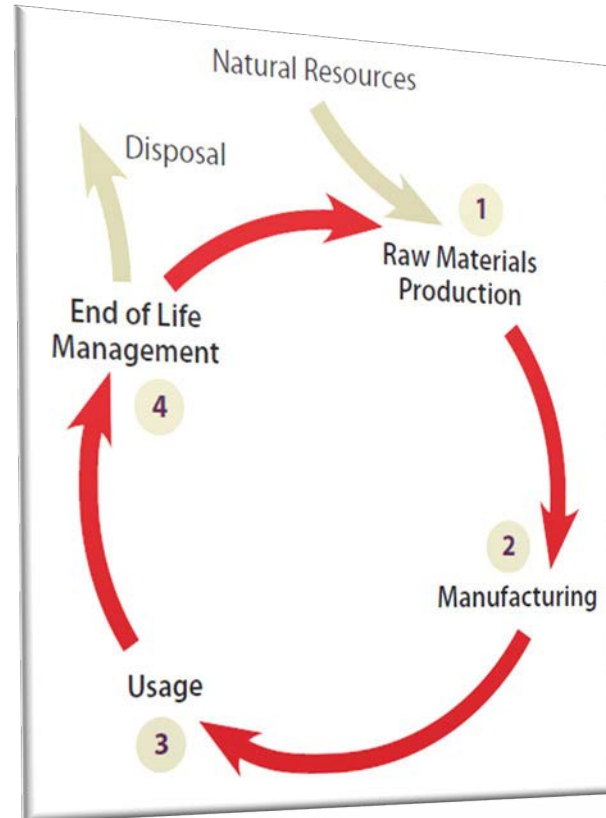 Natural Resources
Disposal
1
Raw Materials
Production
End of Life
Management
4
2
Manufacturing
Usage
3